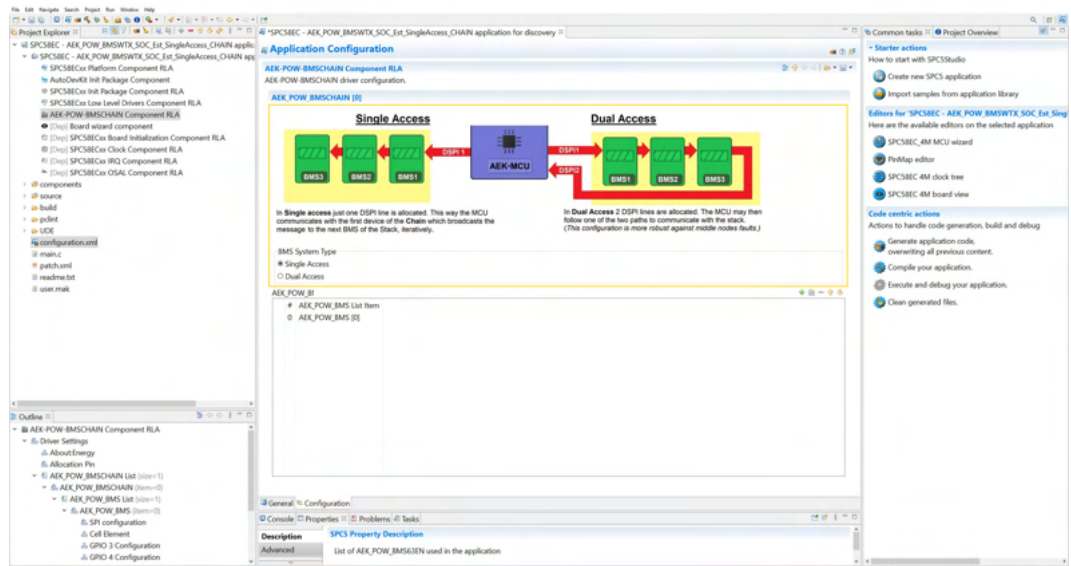 File Edit Navigate Search Project Run Window Help
Project Explorer
SPC58EC - AEK_POW_BMSWTX_SOC_Est_SingleAccess_CHAIN applic
SPC58EC - AEK_POW_BMSWTX_SOC_Est_SingleAccess_CHAIN app
SPC58ECxx Platform Component RLA
AutoDevKit Init Package Component
SPC58ECxx Init Package Component RLA
SPC58ECxx Low Level Drivers Component RLA
AEK-POW-BMSCHAIN Component RLA
[Dep] Board wizard component
[Dep] SPC58ECxx Board Initialization Component RLA
[Dep] SPC58ECxx Clock Component RLA
[Dep] SPC58ECxx IRQ Component RLA
[Dep] SPC58ECxx OSAL Component RLA
components
source
build
pclint
UDE
configuration.xml
main.c
patch.xml
readme.txt
user.mak
Outline
AEK-POW-BMSCHAIN Component RLA
Driver Settings
AboutEnergy
Allocation Pin
AEK_POW_BMSCHAIN List (size=1)
AEK_POW_BMSCHAIN (item=0)
AEK_POW_BMS List (size=1)
AEK_POW_BMS (item=0)
SPI configuration
Cell Element
GPIO 3 Configuration
GPIO 4 Configuration
*SPC58EC - AEK_POW_BMSWTX_SOC_Est_SingleAccess_CHAIN application for discovery
Application Configuration
AEK-POW-BMSCHAIN Component RLA
AEK-POW-BMSCHAIN driver configuration.
AEK_POW_BMSCHAIN [0]
Single Access
Dual Access
BMS3
BMS2
BMS1
DSPI 1
AEK-MCU
DSPI1
DSPI2
BMS1
BMS2
BMS3
In Single access just one DSPI line is allocated. This way the MCU
communicates with the first device of the Chain which broadcasts the
message to the next BMS of the Stack, iteratively.
In Dual Access 2 DSPI lines are allocated. The MCU may then
follow one of the two paths to communicate with the stack.
(This configuration is more robust against middle nodes faults.)
BMS System Type
Single Access
Dual Access
AEK_POW_BI
# AEK_POW_BMS List Item
0 AEK_POW_BMS [0]
General Configuration
Console Properties Problems Tasks
Description
Advanced
SPC5 Property Description
List of AEK_POW_BMS63EN used in the application
Common tasks Project Overview
Starter actions
How to start with SPC5Studio
Create new SPC5 application
Import samples from application library
Editors for 'SPC58EC - AEK_POW_BMSWTX_SOC_Est_Sing
Here are the available editors on the selected application
SPC58EC_4M MCU wizard
PinMap editor
SPC58EC 4M clock tree
SPC58EC 4M board view
Code centric actions
Actions to handle code generation, build and debug
Generate application code,
overwriting all previous content.
Compile your application.
Execute and debug your application.
Clean generated files.